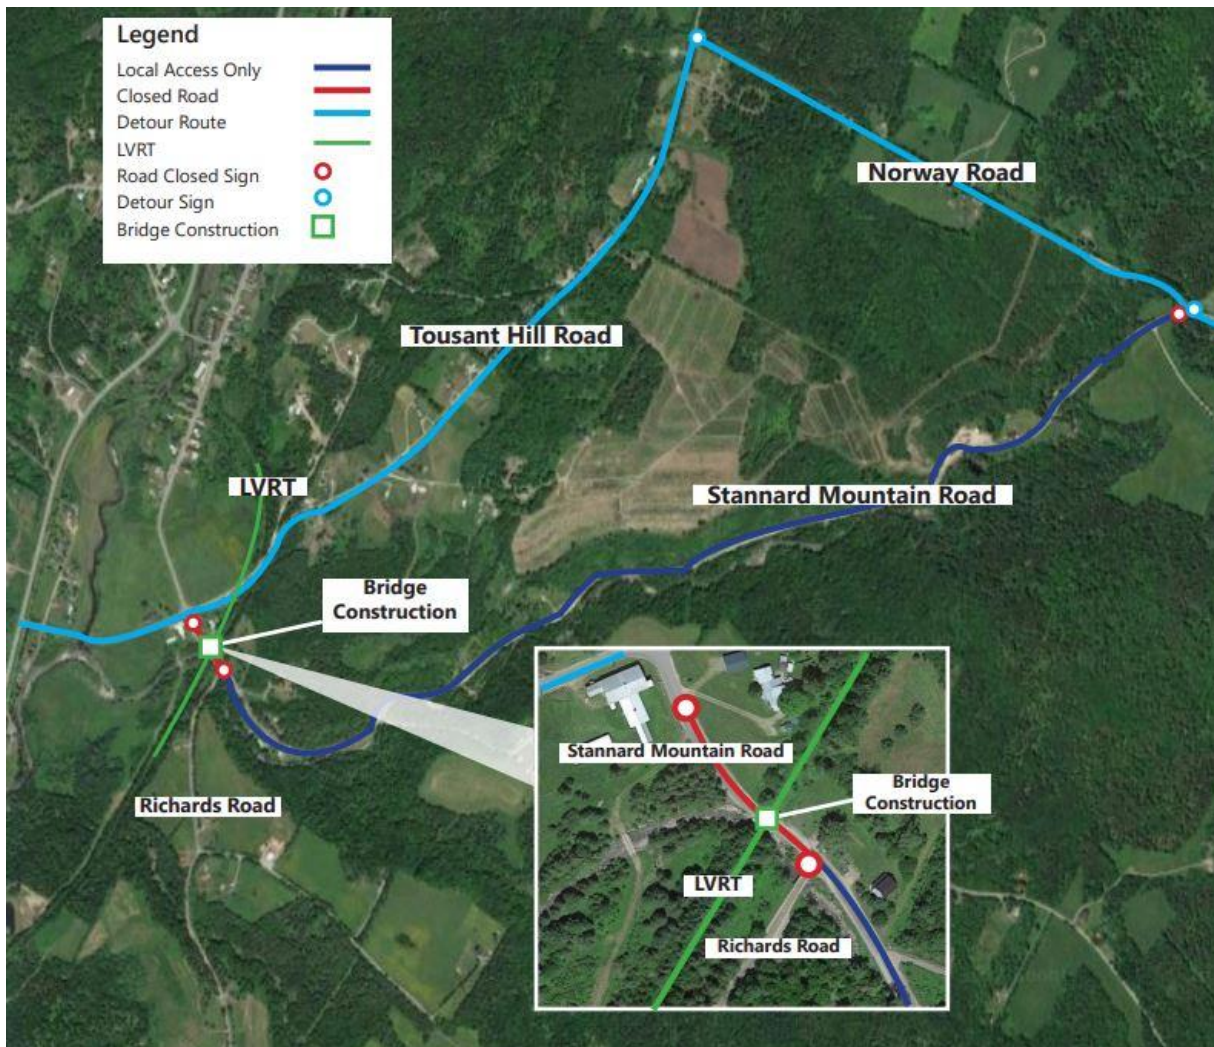 Legend
Local Access Only
Closed Road
Detour Route
LVRT
Road Closed Sign
Detour Sign
Bridge Construction
Norway Road
Tousant Hill Road
LVRT
Stannard Mountain Road
Bridge
Construction
Richards Road
Stannard Mountain Road
Bridge
Construction
LVRT
Richards Road